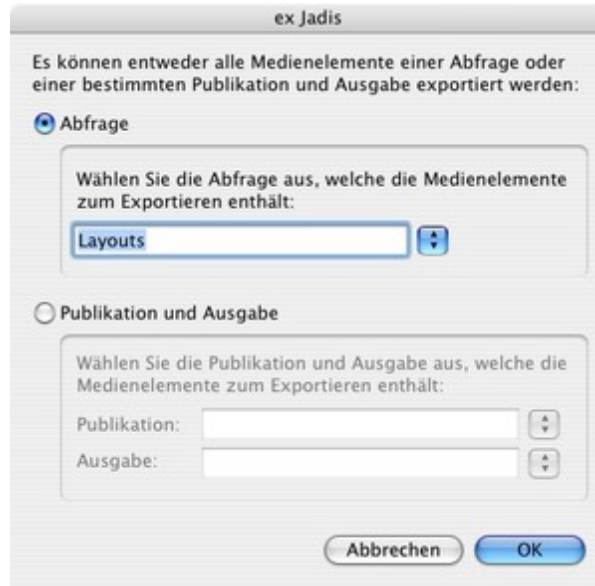 ex Jadis
Es können entweder alle Medienelemente einer Abfrage oder
einer bestimmten Publikation und Ausgabe exportiert werden:
Abfrage
Wählen Sie die Abfrage aus, welche die Medienelemente
zum Exportieren enthält:
Layouts
Publikation und Ausgabe
Wählen Sie die Publikation und Ausgabe aus, welche die
Medienelemente zum Exportieren enthält:
Publikation:
Ausgabe:
Abbrechen OK